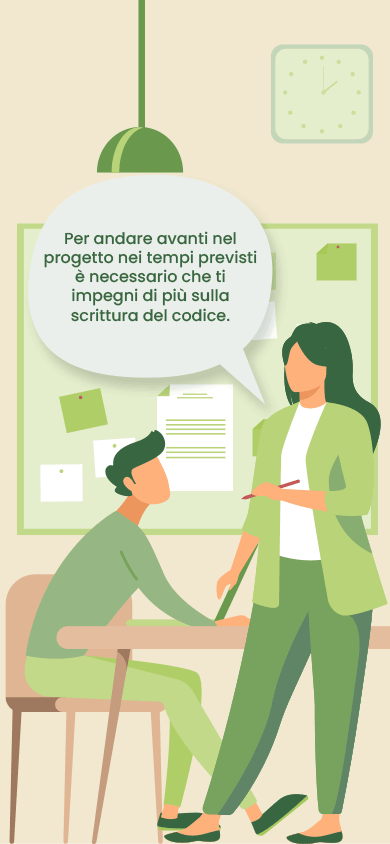 Per andare avanti nel
progetto nei tempi previsti
è necessario che ti
impegni di più sulla
scrittura del codice.